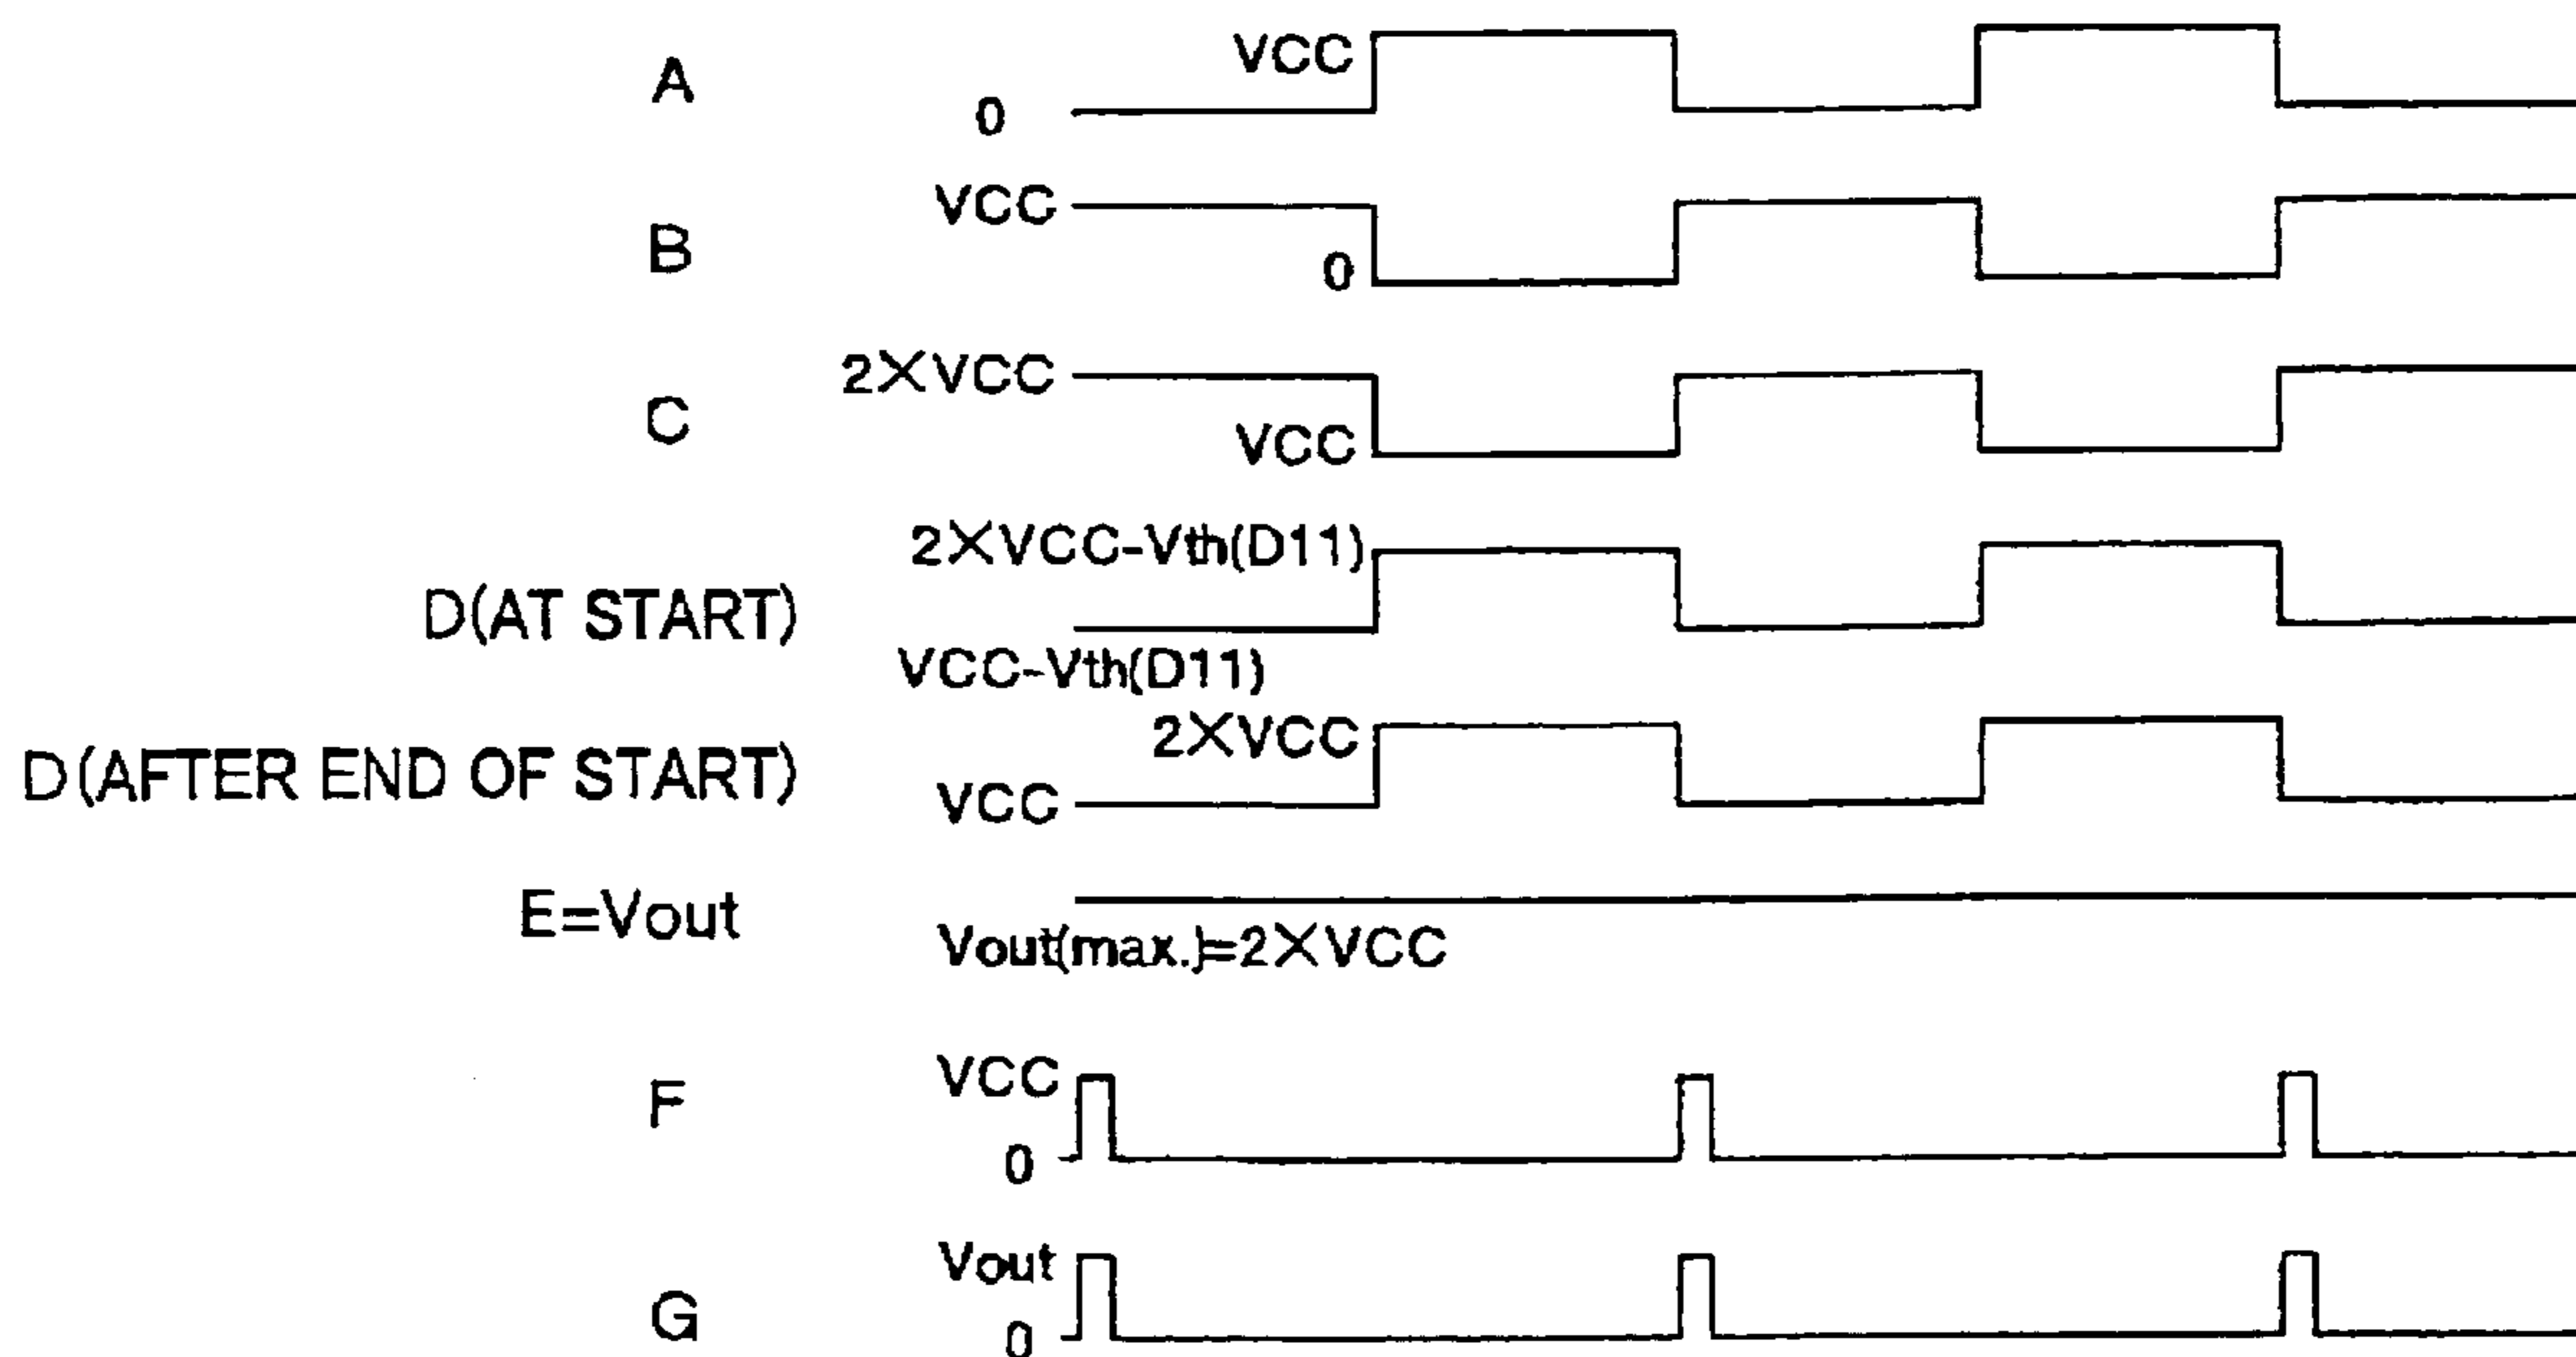 A
VCC
0
B
VCC
0
C
2×VCC
VCC
D(AT START)
2×VCC-Vth(D11)
VCC-Vth(D11)
D(AFTER END OF START)
2×VCC
VCC
E=Vout
Vout(max.)=2×VCC
F
VCC
0
G
Vout
0